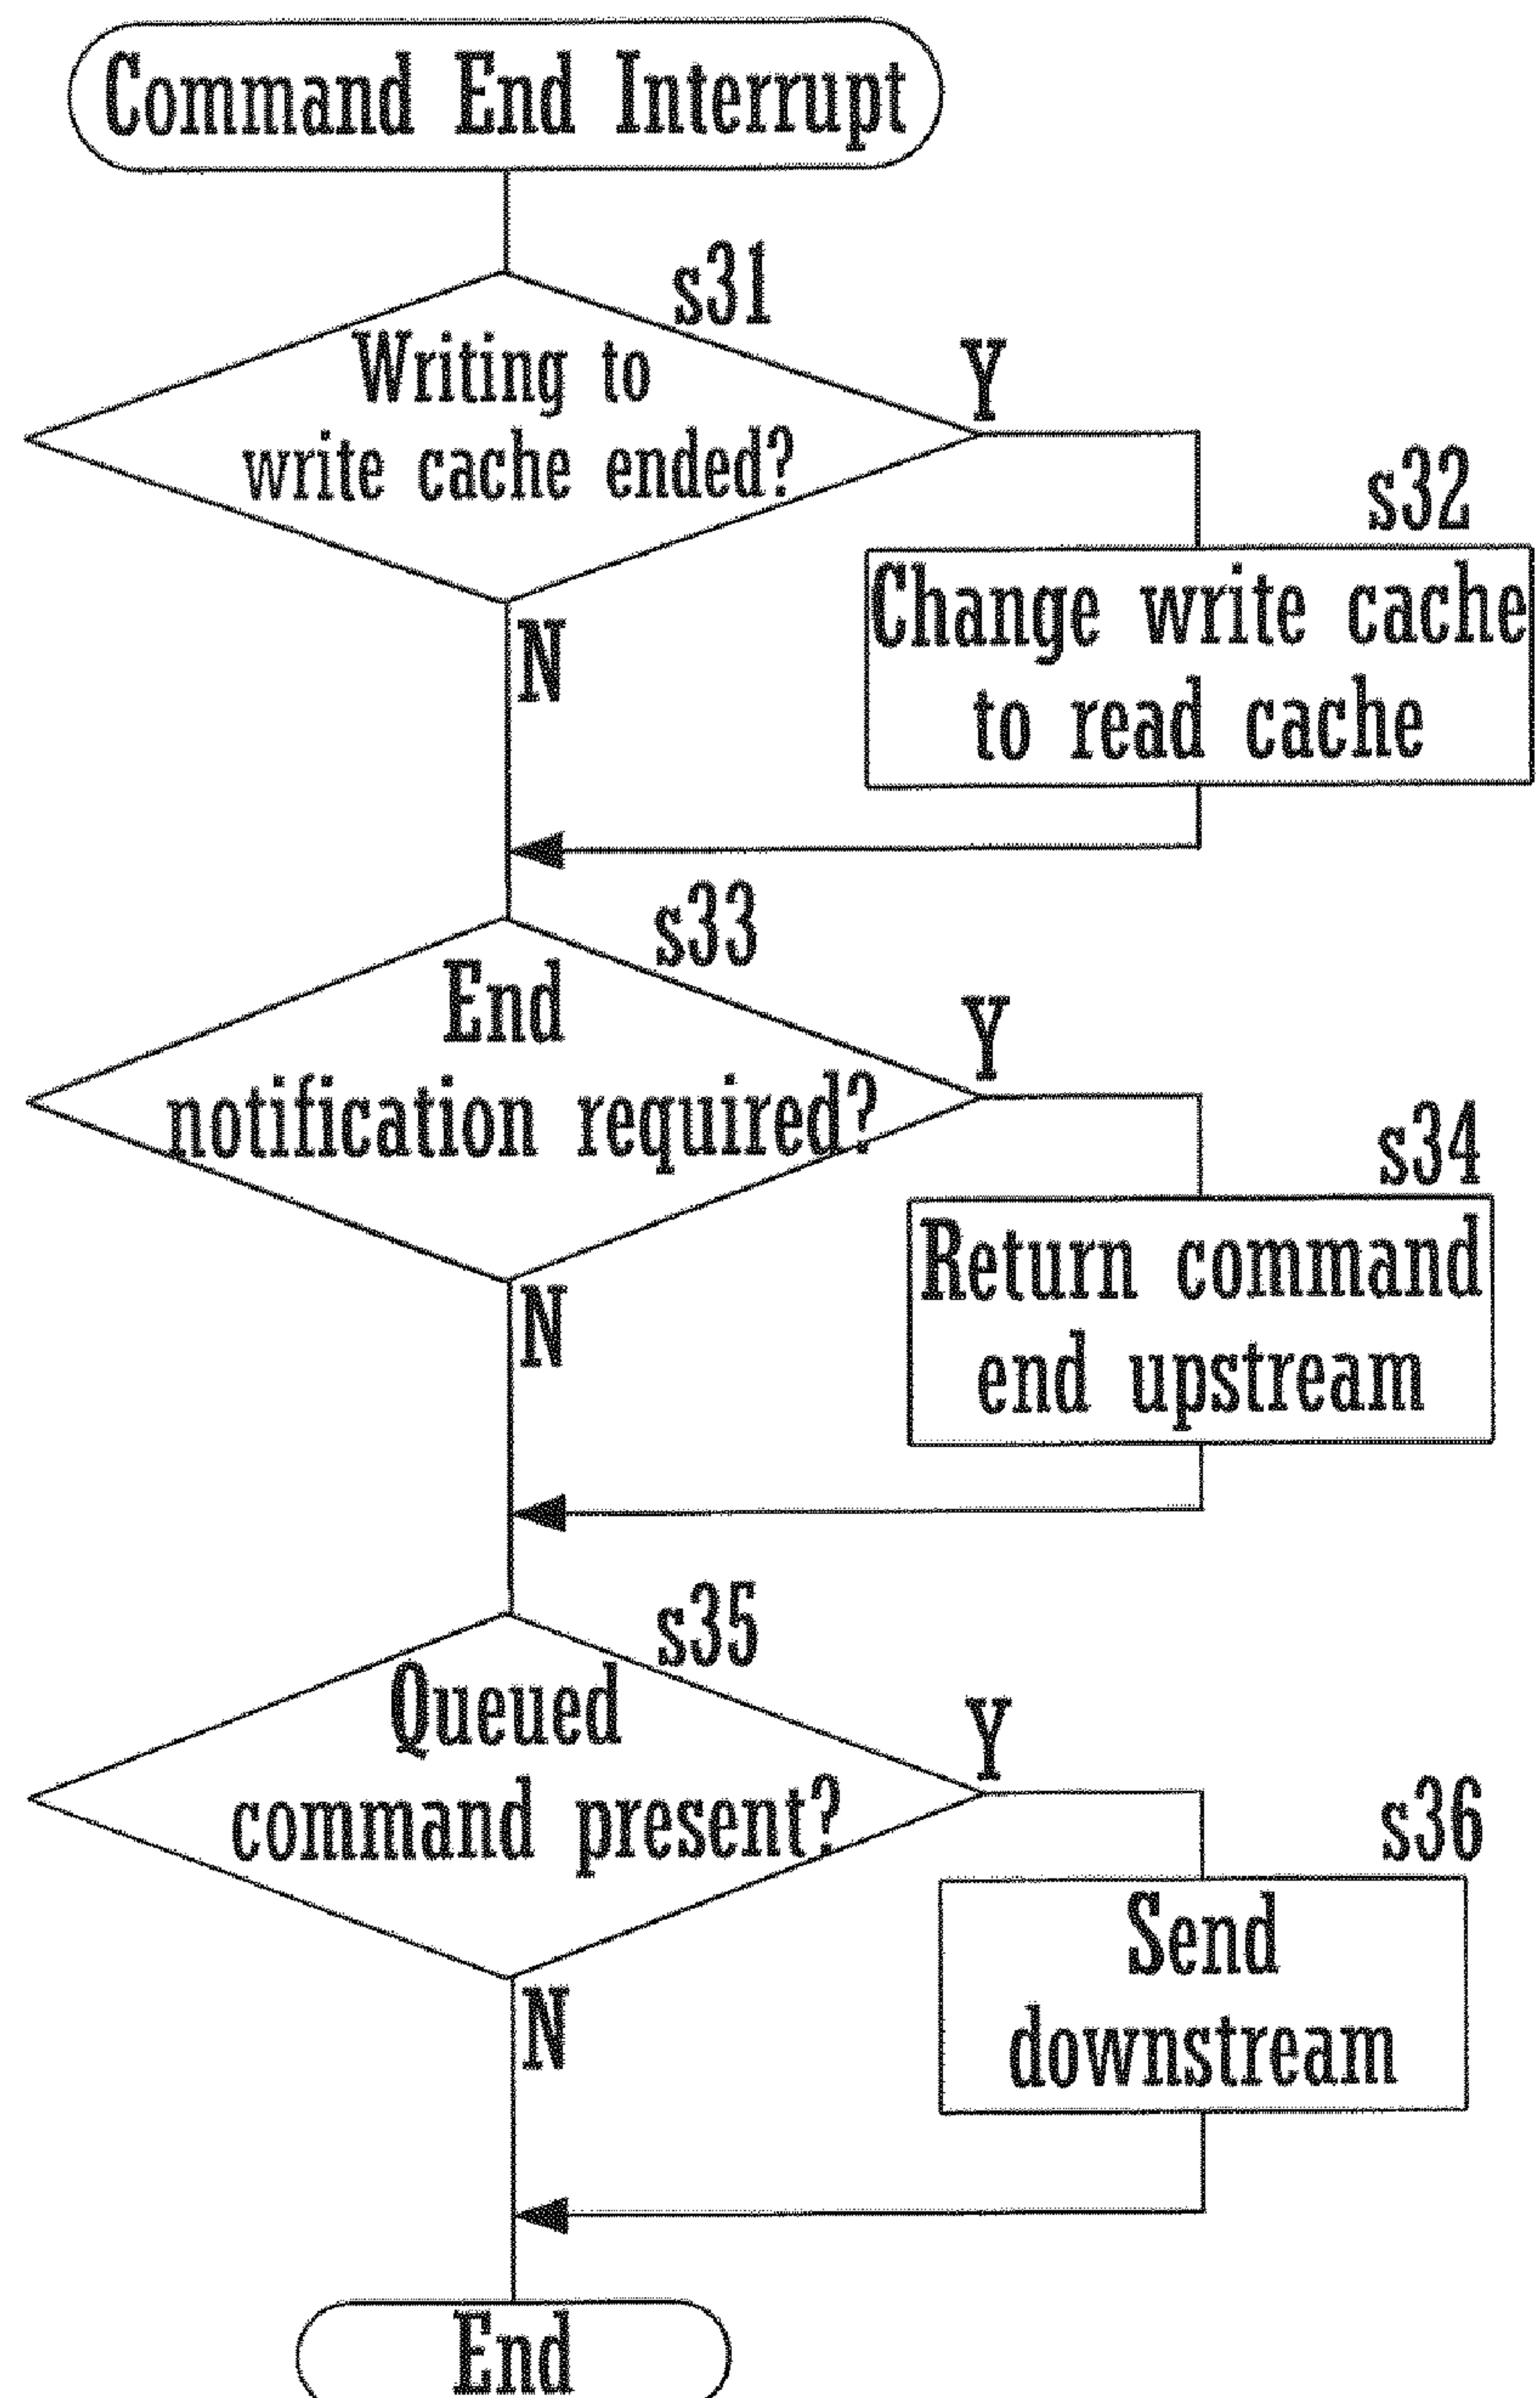 Command End Interrupt
s31
Writing to
write cache ended?
Y
s32
Change write cache
to read cache
N
s33
End
notification required?
Y
s34
Return command
end upstream
N
s35
Queued
command present?
Y
s36
Send
downstream
N
End